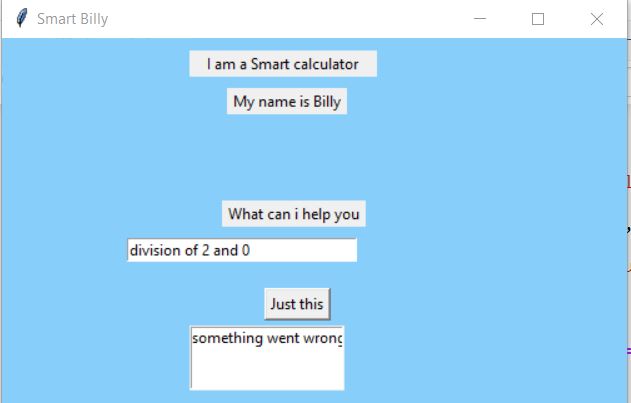 Smart Billy
I am a Smart calculator
My name is Billy
What can i help you
division of 2 and 0
Just this
something went wrong